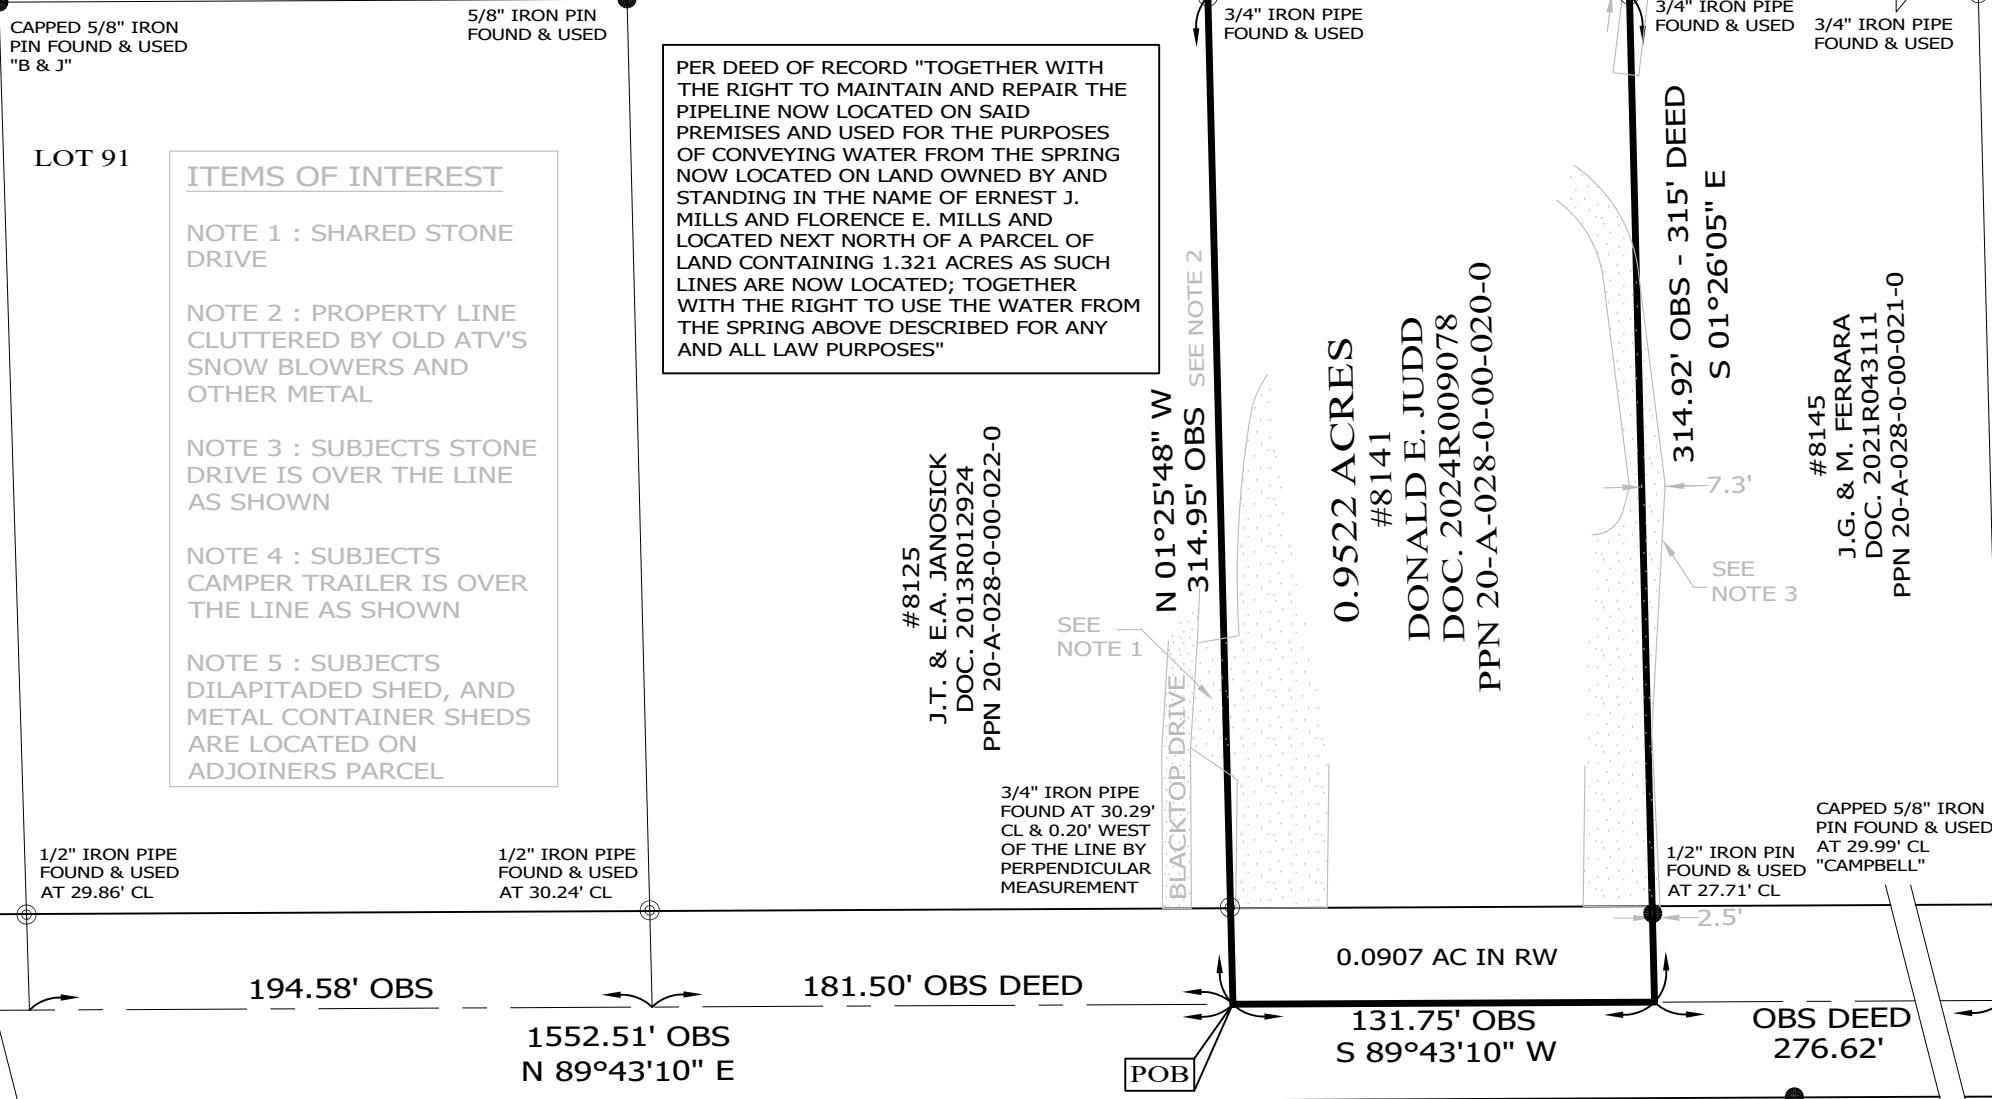 CAPPED 5/8" IRON
PIN FOUND & USED
"B & J"
5/8" IRON PIN
FOUND & USED
3/4" IRON PIPE
FOUND & USED
3/4" IRON PIPE
FOUND & USED
3/4" IRON PIPE
FOUND & USED
PER DEED OF RECORD "TOGETHER WITH
THE RIGHT TO MAINTAIN AND REPAIR THE
PIPELINE NOW LOCATED ON SAID
PREMISES AND USED FOR THE PURPOSES
OF CONVEYING WATER FROM THE SPRING
NOW LOCATED ON LAND OWNED BY AND
STANDING IN THE NAME OF ERNEST J.
MILLS AND FLORENCE E. MILLS AND
LOCATED NEXT NORTH OF A PARCEL OF
LAND CONTAINING 1.321 ACRES AS SUCH
LINES ARE NOW LOCATED; TOGETHER
WITH THE RIGHT TO USE THE WATER FROM
THE SPRING ABOVE DESCRIBED FOR ANY
AND ALL LAW PURPOSES"
LOT 91
ITEMS OF INTEREST
NOTE 1 : SHARED STONE
DRIVE
NOTE 2 : PROPERTY LINE
CLUTTERED BY OLD ATV'S
SNOW BLOWERS AND
OTHER METAL
NOTE 3 : SUBJECTS STONE
DRIVE IS OVER THE LINE
AS SHOWN
NOTE 4 : SUBJECTS
CAMPER TRAILER IS OVER
THE LINE AS SHOWN
NOTE 5 : SUBJECTS
DILAPITADED SHED, AND
METAL CONTAINER SHEDS
ARE LOCATED ON
ADJOINERS PARCEL
#8125
J.T. & E.A. JANOSICK
DOC. 2013R012924
PPN 20-A-028-0-00-022-0
N 01°25'48" W
314.95' OBS
SEE NOTE 2
0.9522 ACRES
#8141
DONALD E. JUDD
DOC. 2024R009078
PPN 20-A-028-0-00-020-0
314.92' OBS - 315' DEED
S 01°26'05" E
#8145
J.G. & M. FERRARA
DOC. 2021R043111
PPN 20-A-028-0-00-021-0
7.3'
SEE
NOTE 3
SEE
NOTE 1
BLACKTOP DRIVE
3/4" IRON PIPE
FOUND AT 30.29'
CL & 0.20' WEST
OF THE LINE BY
PERPENDICULAR
MEASUREMENT
1/2" IRON PIPE
FOUND & USED
AT 29.86' CL
1/2" IRON PIPE
FOUND & USED
AT 30.24' CL
1/2" IRON PIN
FOUND & USED
AT 27.71' CL
CAPPED 5/8" IRON
PIN FOUND & USED
AT 29.99' CL
"CAMPBELL"
2.5'
0.0907 AC IN RW
194.58' OBS
181.50' OBS DEED
1552.51' OBS
N 89°43'10" E
POB
131.75' OBS
S 89°43'10" W
OBS DEED
276.62'